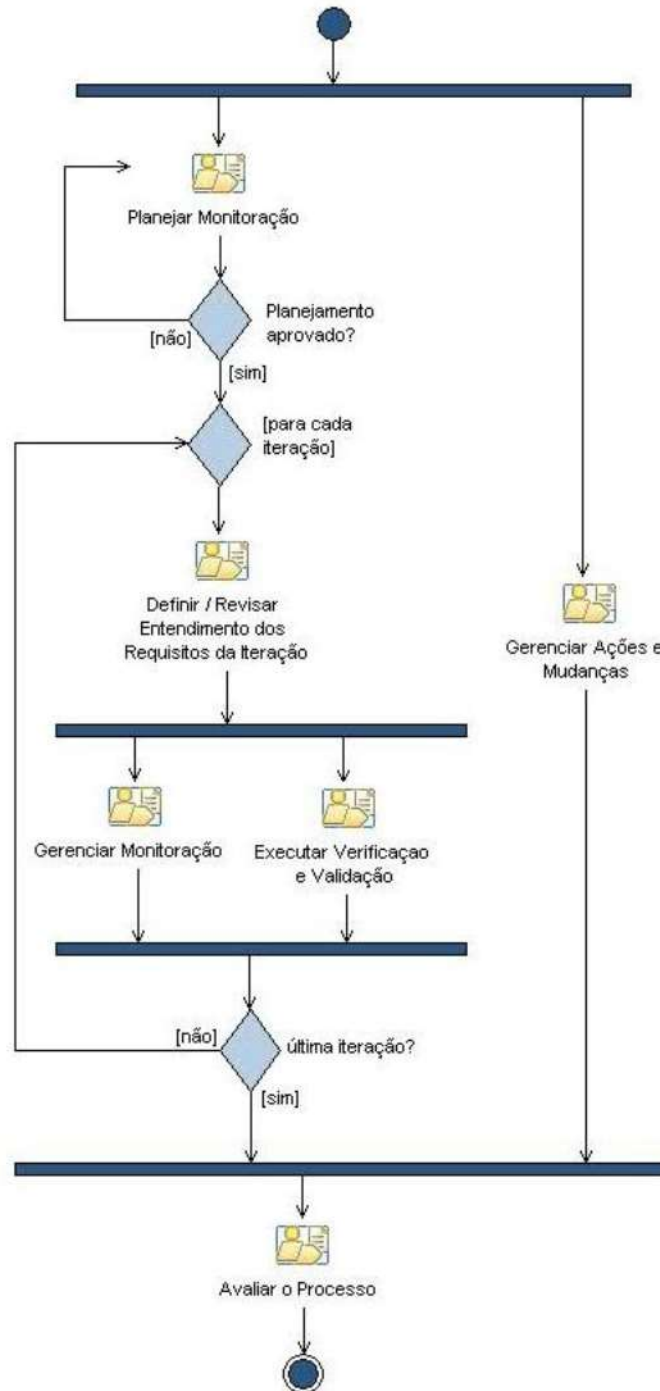 Planejar Monitoração
Planejamento
aprovado?
[não]
[sim]
[para cada
iteração]
Definir / Revisar
Entendimento dos
Requisitos da Iteração
Gerenciar Ações e
Mudanças
Gerenciar Monitoração
Executar Verificaçao
e Validação
[não]
última iteração?
[sim]
Avaliar o Processo